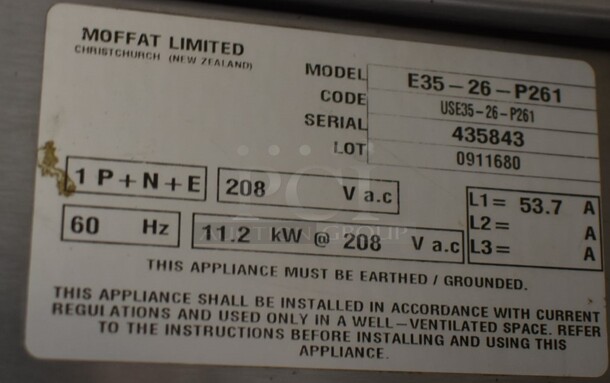 MOFFAT LIMITED
CHRISTCHURCH (NEW ZEALAND)
MODEL E35-26-P261
CODE USE35-26-P261
SERIAL 435843
LOT 0911680
1 P+N+E 208 V a.c
L1= 53.7 A
L2= A
L3= A
60 Hz 11.2 kW @ 208 V a.c
PCI
AUCTION GROUP
THIS APPLIANCE MUST BE EARTHED / GROUNDED.
THIS APPLIANCE SHALL BE INSTALLED IN ACCORDANCE WITH CURRENT
REGULATIONS AND USED ONLY IN A WELL-VENTILATED SPACE. REFER
TO THE INSTRUCTIONS BEFORE INSTALLING AND USING THIS
APPLIANCE.